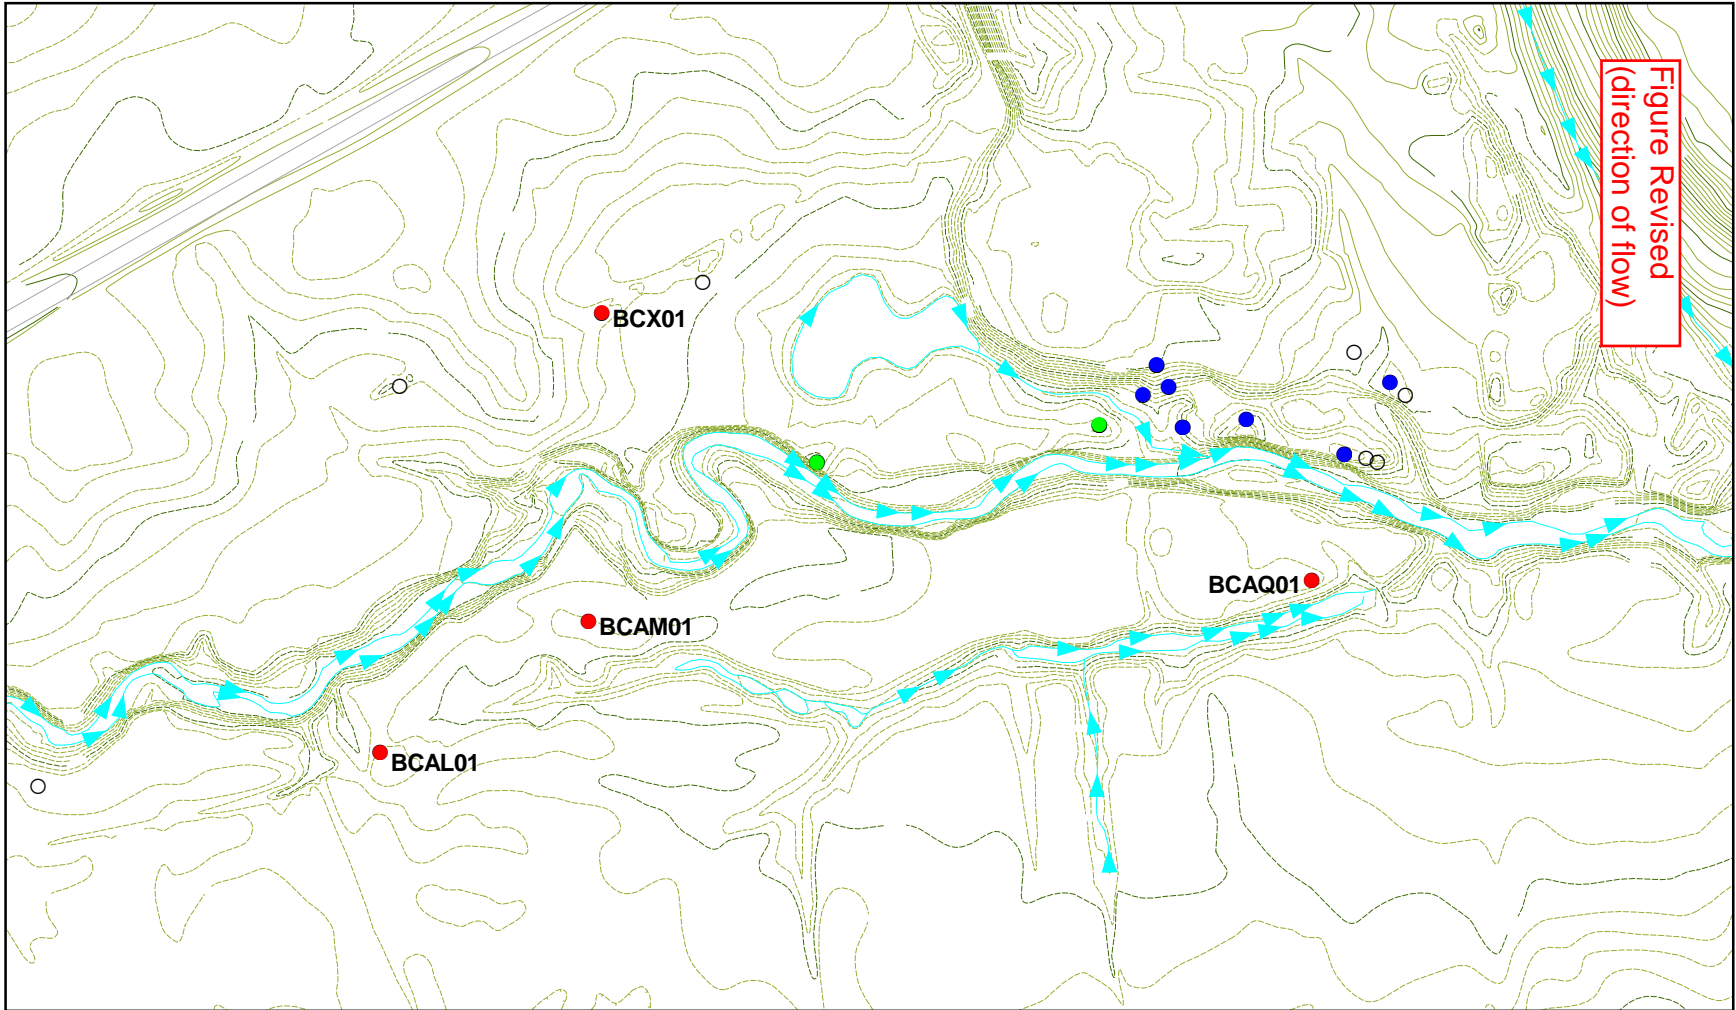 Figure Revised
(direction of flow)
BCX01
BCAQ01
BCAM01
BCAL01